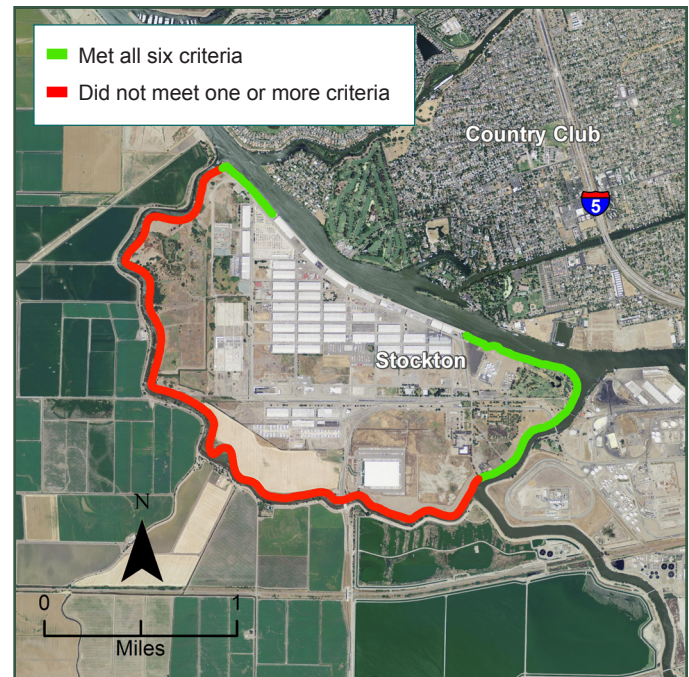 Met all six criteria
Did not meet one or more criteria
Country Club
5
Stockton
N
0 1
Miles